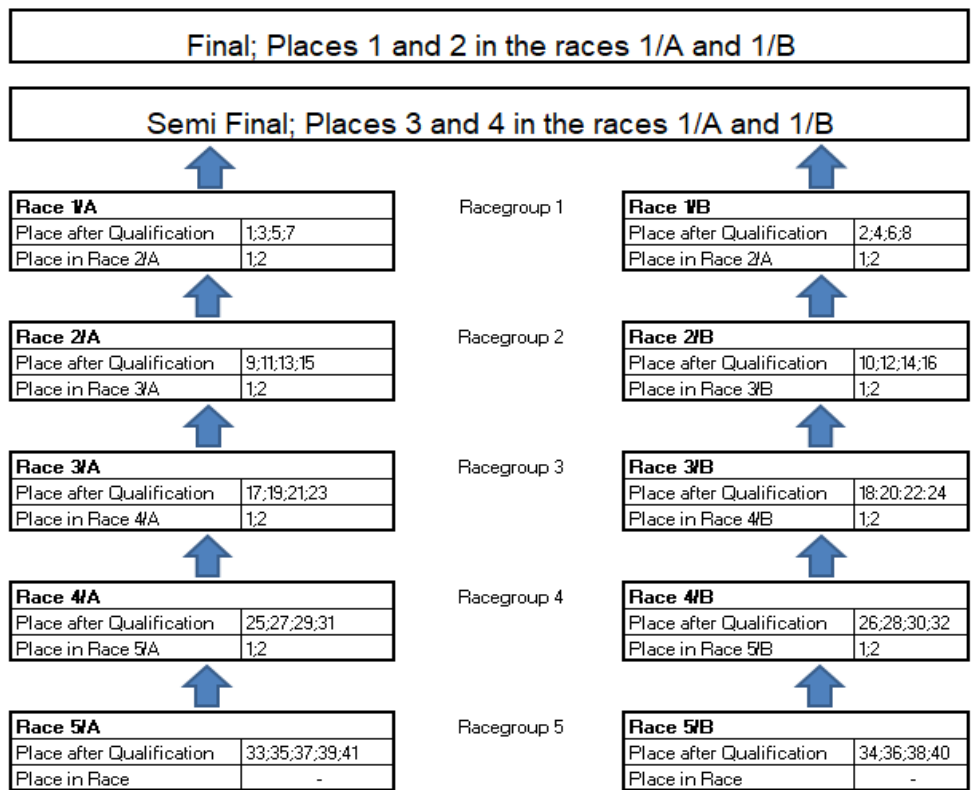 Final; Places 1 and 2 in the races 1/A and 1/B
Semi Final; Places 3 and 4 in the races 1/A and 1/B
Race 1/A Racegroup 1 Race 1/B
Place after Qualification 1;3;5;7 Place after Qualification 2;4;6;8
Place in Race 2/A 1;2 Place in Race 2/A 1;2
Race 2/A Racegroup 2 Race 2/B
Place after Qualification 9;11;13;15 Place after Qualification 10;12;14;16
Place in Race 3/A 1;2 Place in Race 3/B 1;2
Race 3/A Racegroup 3 Race 3/B
Place after Qualification 17;19;21;23 Place after Qualification 18:20:22:24
Place in Race 4/A 1;2 Place in Race 4/B 1;2
Race 4/A Racegroup 4 Race 4/B
Place after Qualification 25;27;29;31 Place after Qualification 26;28;30;32
Place in Race 5/A 1;2 Place in Race 5/B 1;2
Race 5/A Racegroup 5 Race 5/B
Place after Qualification 33;35;37;39;41 Place after Qualification 34;36;38;40
Place in Race - Place in Race -